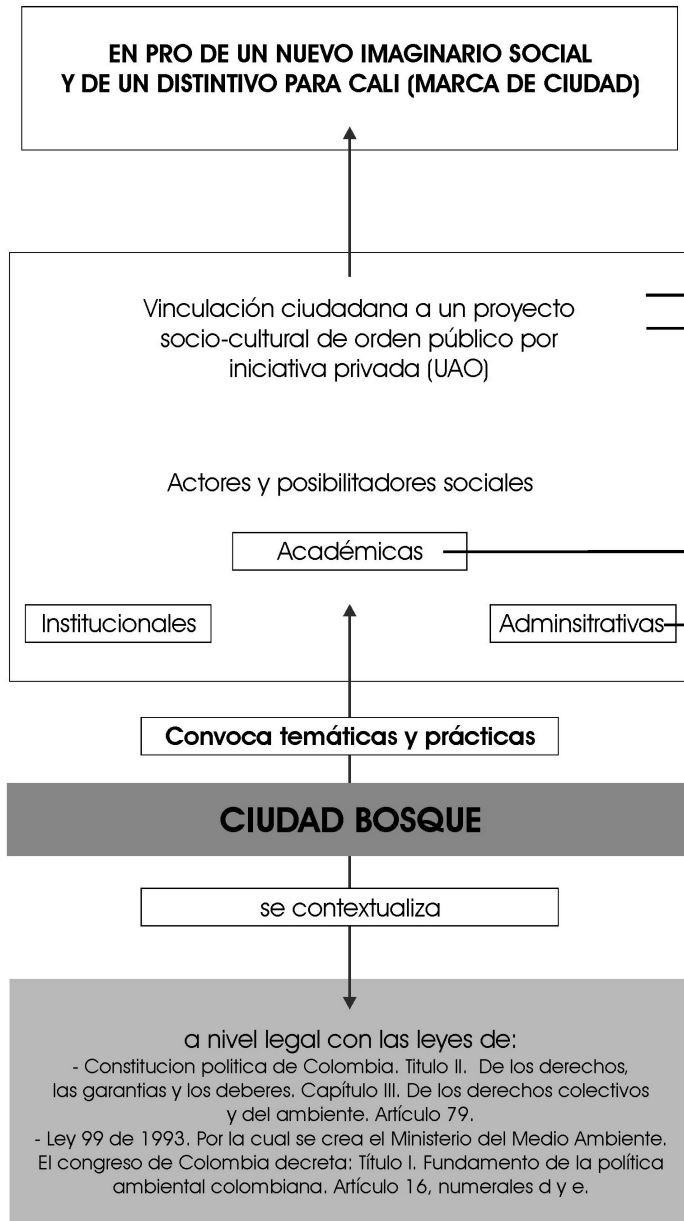 EN PRO DE UN NUEVO IMAGINARIO SOCIAL
Y DE UN DISTINTIVO PARA CALI (MARCA DE CIUDAD)
Vinculación ciudadana a un proyecto
socio-cultural de orden público por
iniciativa privada (UAO)
Actores y posibilitadores sociales
Académicas
Institucionales
Adminsitrativas
Convoca temáticas y prácticas
CIUDAD BOSQUE
se contextualiza
a nivel legal con las leyes de:
- Constitucion politica de Colombia. Titulo II. De los derechos,
las garantias y los deberes. Capítulo III. De los derechos colectivos
y del ambiente. Artículo 79.
- Ley 99 de 1993. Por la cual se crea el Ministerio del Medio Ambiente.
El congreso de Colombia decreta: Título I. Fundamento de la política
ambiental colombiana. Artículo 16, numerales d y e.